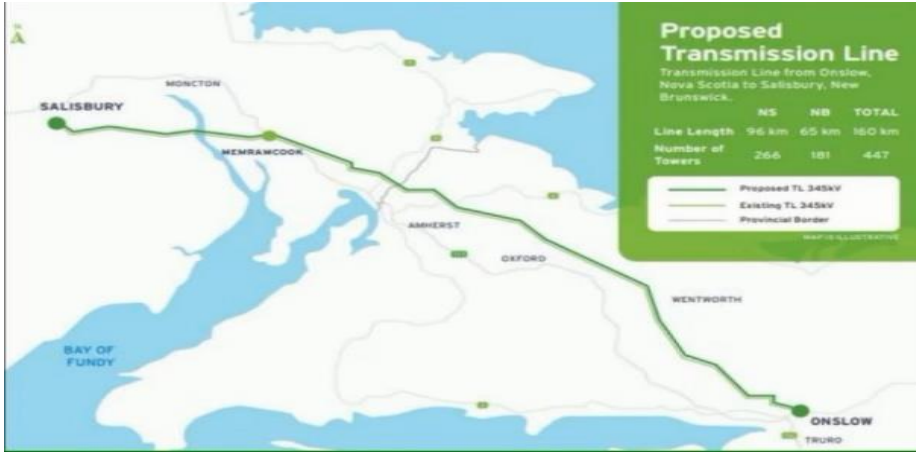 Proposed
Transmission Line
Transmission Line from Onslow,
Nova Scotia to Salisbury, New
Brunswick.
NS NB TOTAL
Line Length 96 km 65 km 160 km
Number of
Towers 266 181 447
Proposed TL 345kV
Existing TL 345kV
Provincial Border
MAP IS ILLUSTRATIVE
MONCTON
SALISBURY
MEMRAMCOOK
AMHERST
OXFORD
WENTWORTH
BAY OF
FUNDY
ONSLOW
TRURO